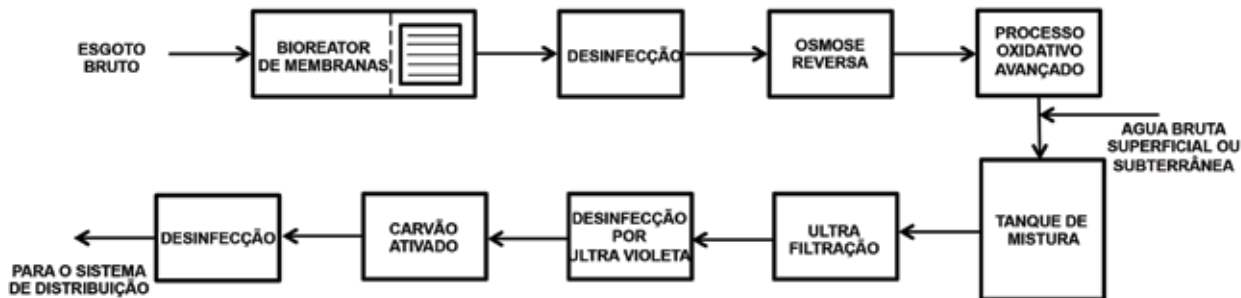 ESGOTO
BRUTO
BIOREATOR
DE MEMBRANAS
DESINFECÇÃO
OSMOSE
REVERSA
PROCESSO
OXIDATIVO
AVANÇADO
AGUA BRUTA
SUPERFICIAL OU
SUBTERRÂNEA
TANQUE DE
MISTURA
ULTRA
FILTRAÇÃO
DESINFECÇÃO
POR
ULTRA VIOLETA
CARVÃO
ATIVADO
DESINFECÇÃO
PARA O SISTEMA
DE DISTRIBUIÇÃO